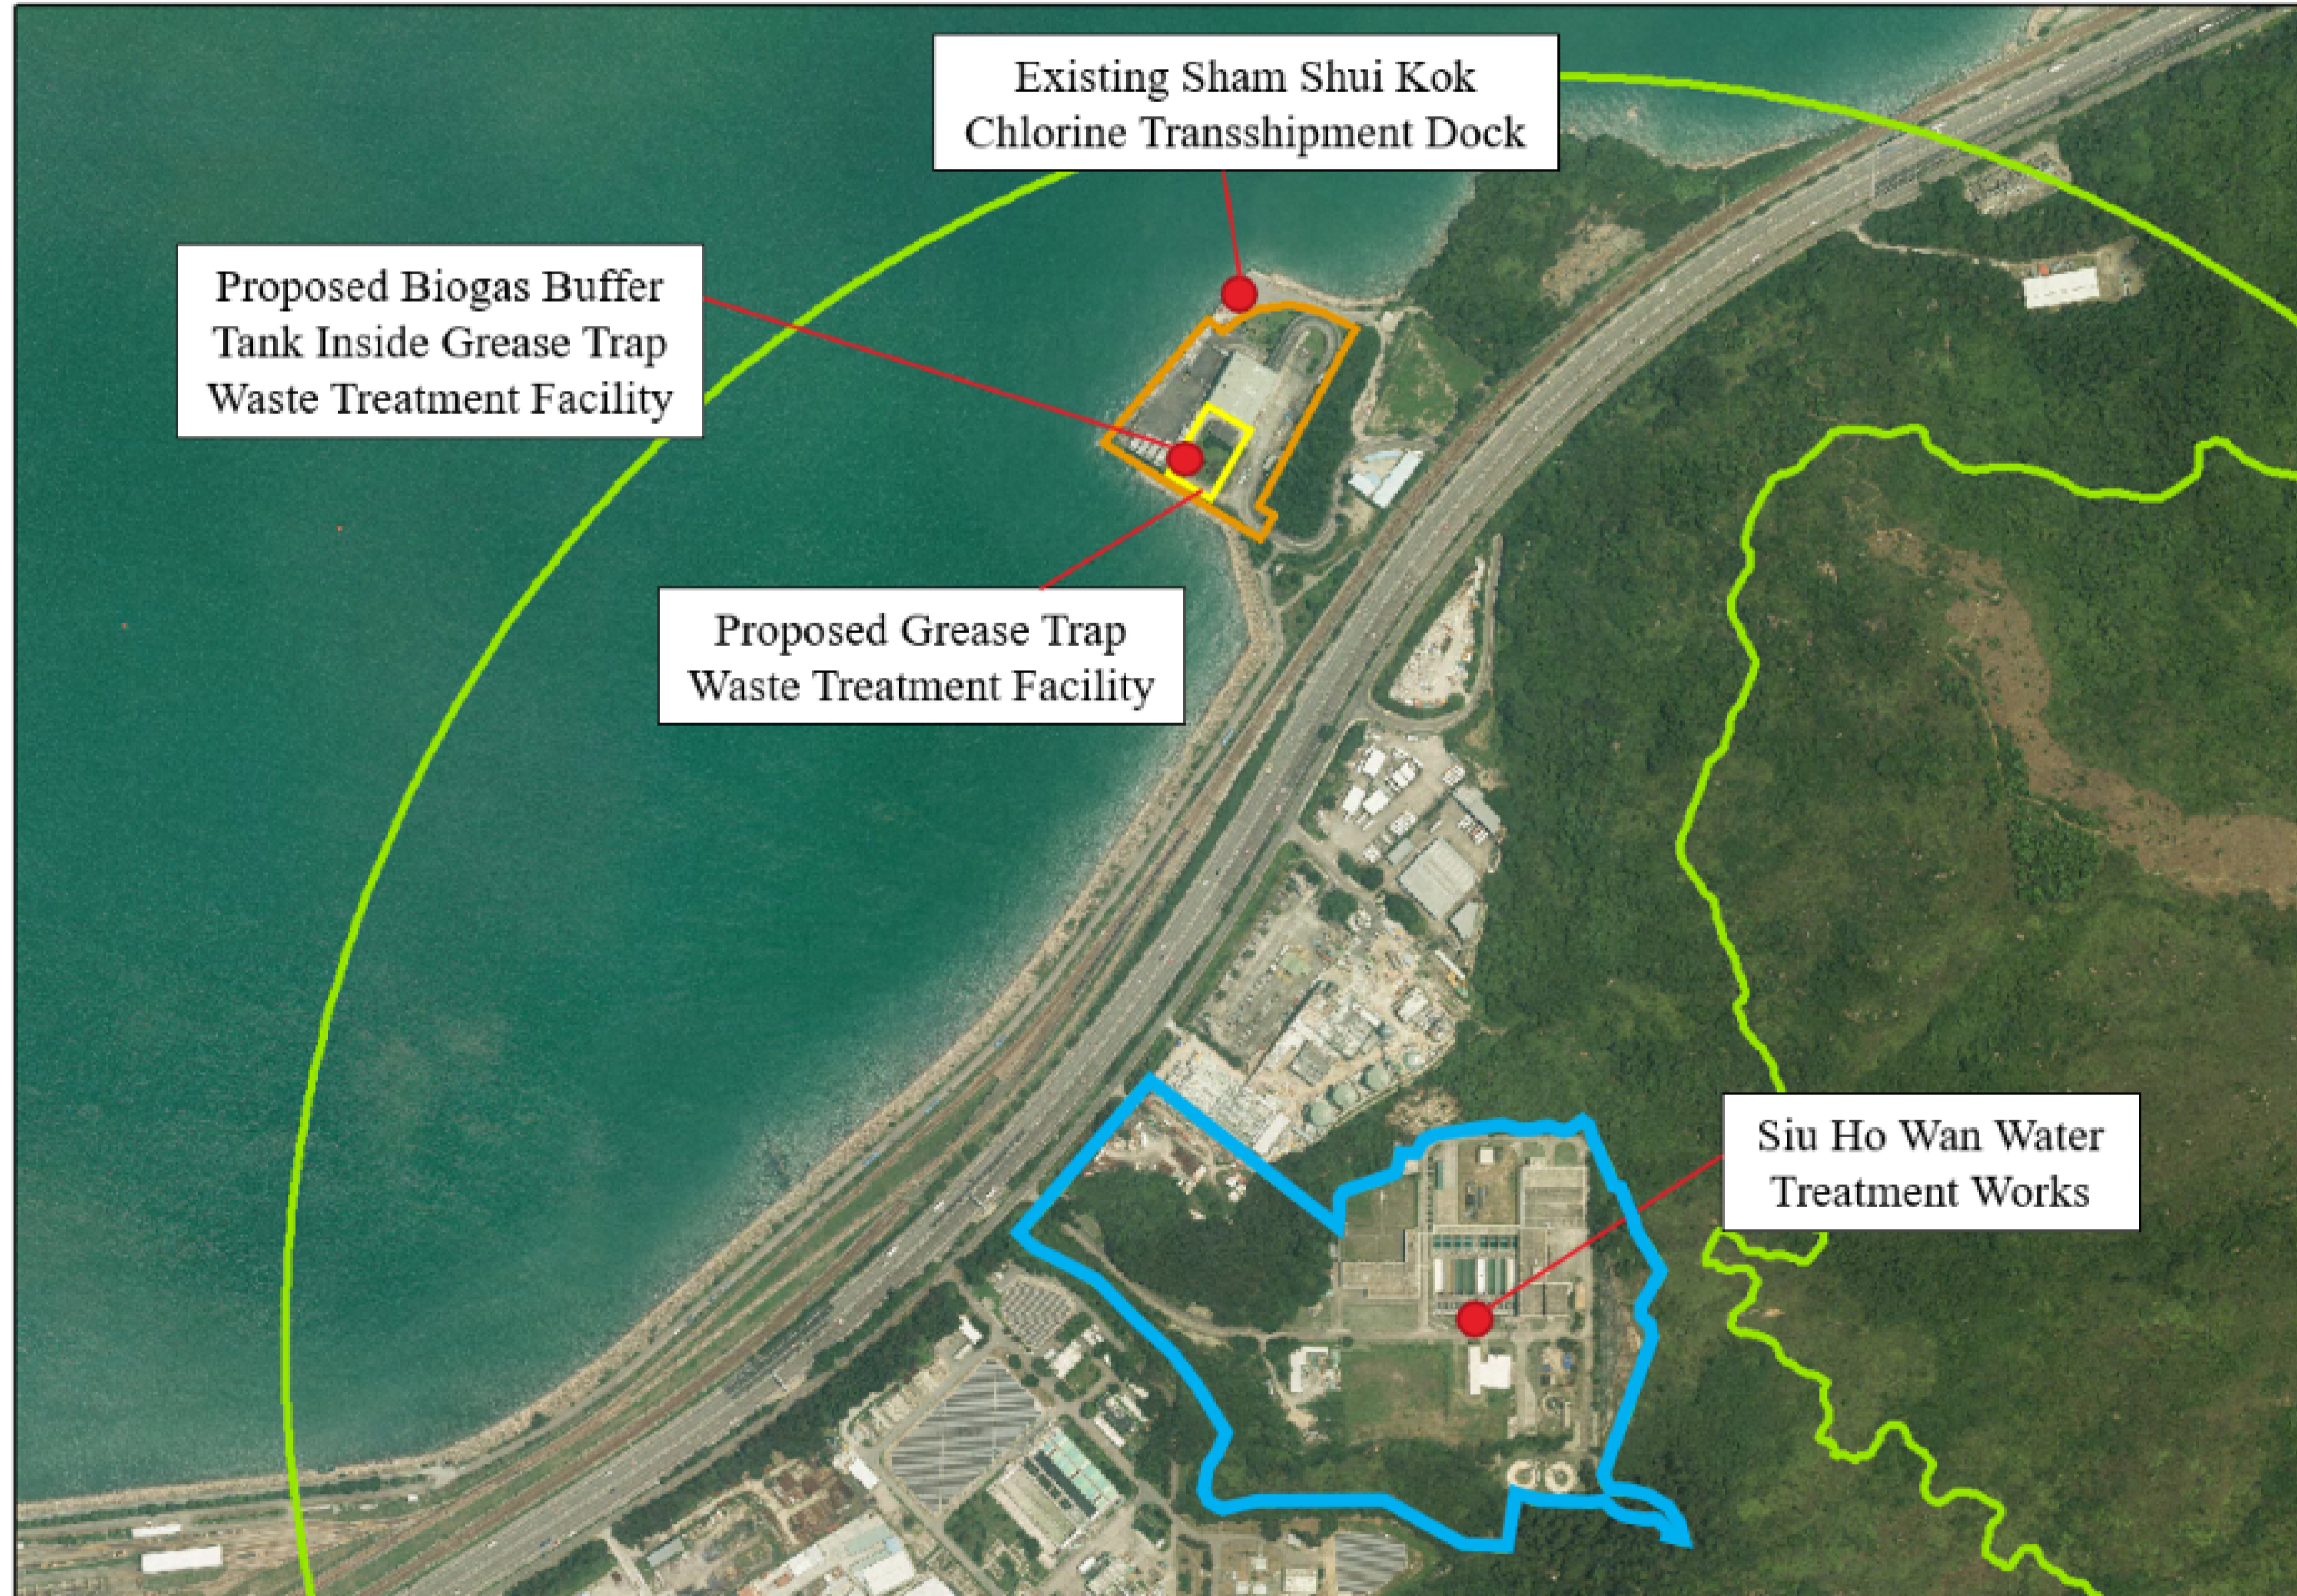 Existing Sham Shui Kok
Chlorine Transshipment Dock
Proposed Biogas Buffer
Tank Inside Grease Trap
Waste Treatment Facility
Proposed Grease Trap
Waste Treatment Facility
Siu Ho Wan Water
Treatment Works